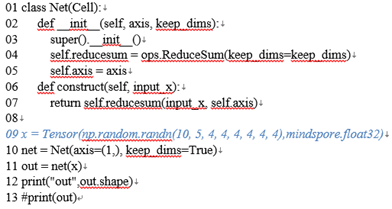 01 class Net(Cell):
02 def __init__(self, axis, keep_dims):
03 super().__init__()
04 self.reducesum = ops.ReduceSum(keep_dims=keep_dims)
05 self.axis = axis
06 def construct(self, input_x):
07 return self.reducesum(input_x, self.axis)
08
09 x = Tensor(np.random.randn(10, 5, 4, 4, 4, 4, 4, 4),mindspore.float32)
10 net = Net(axis=(1,), keep_dims=True)
11 out = net(x)
12 print("out",out.shape)
13 #print(out)